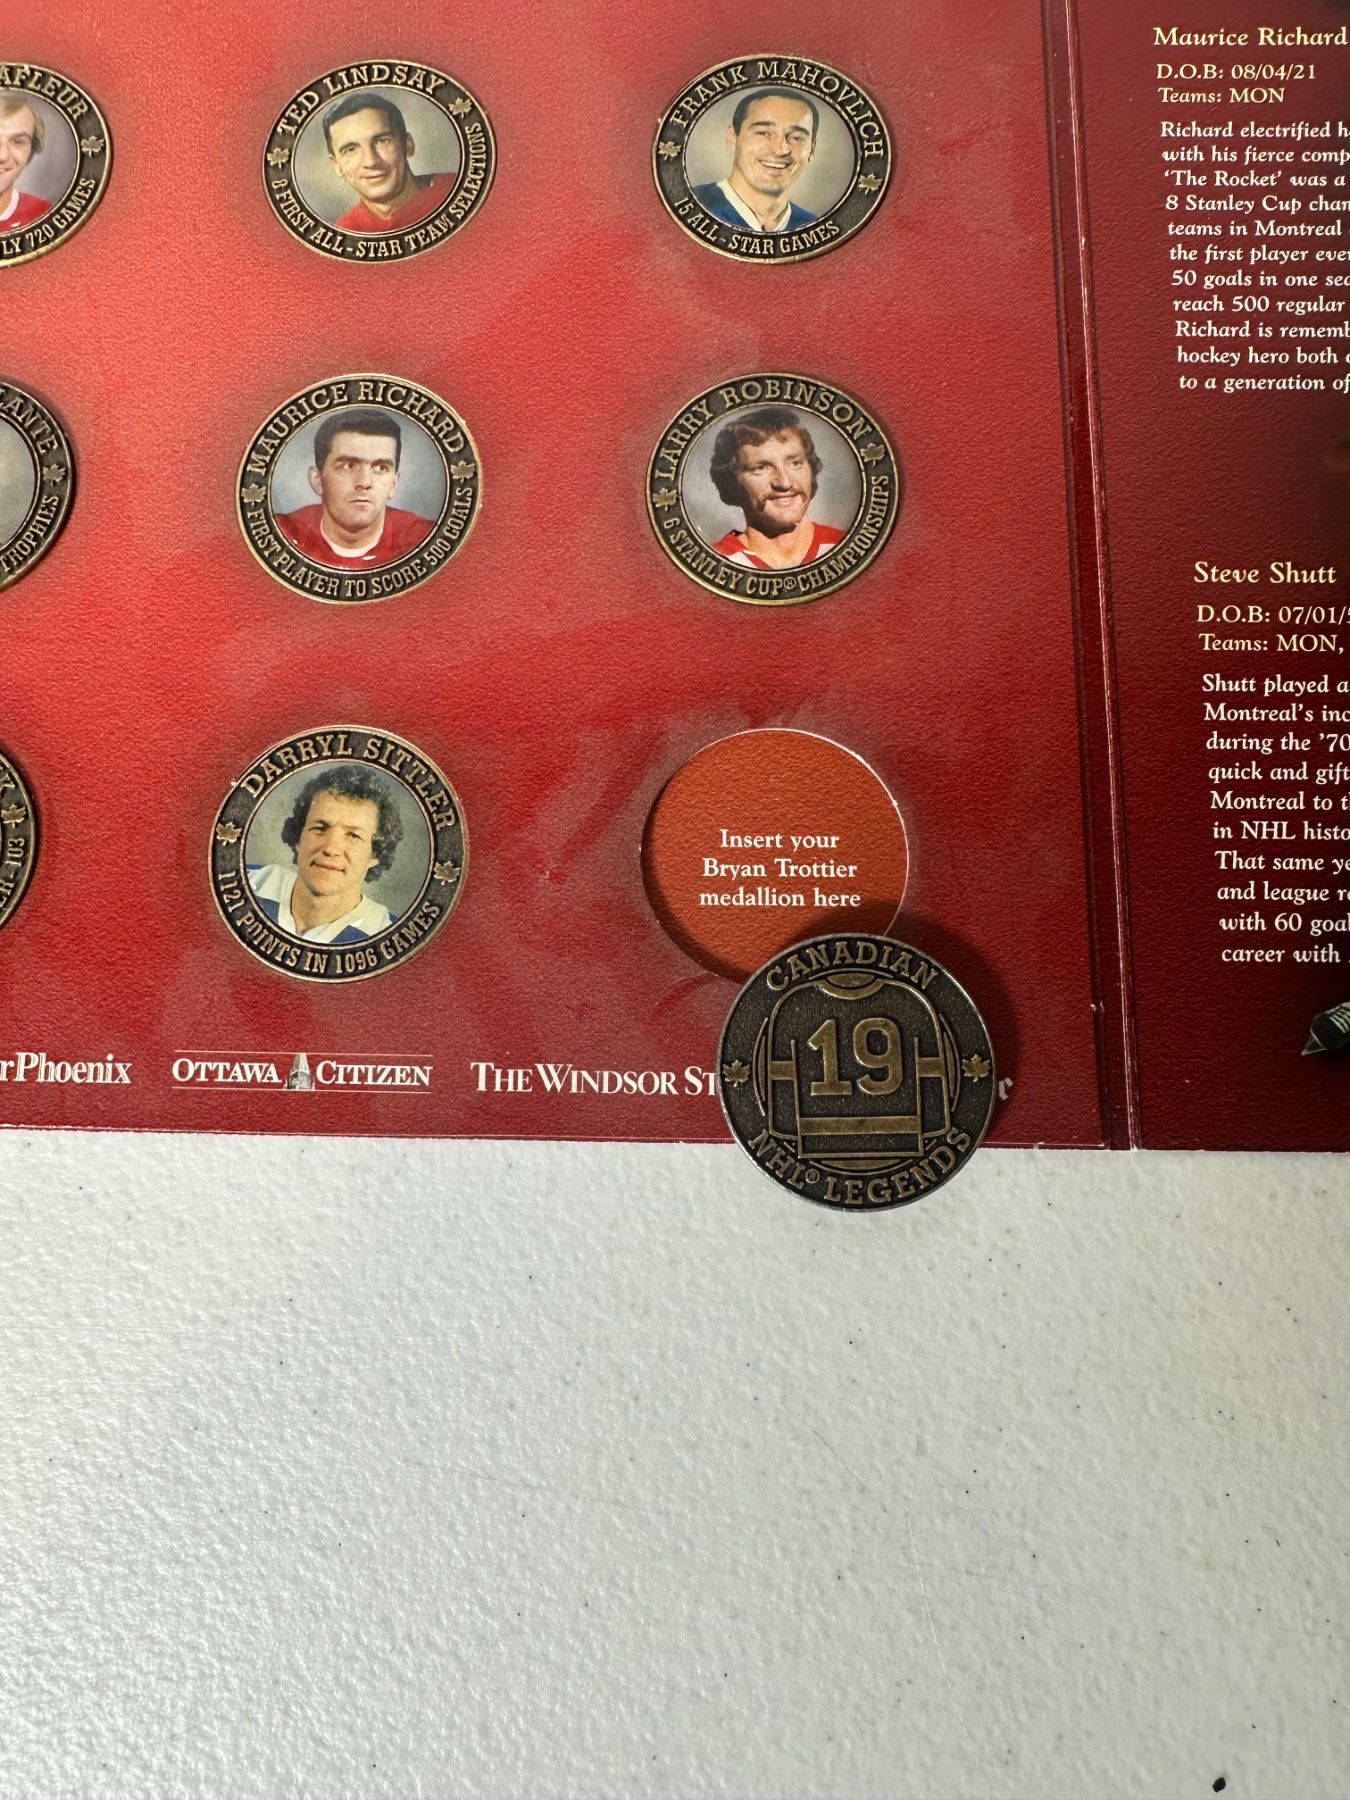 AFLEUR
LY 720 GAMES
TED LINDSAY
8 FIRST ALL-STAR TEAM SELECTIONS
FRANK MAHOVLICH
15 ALL-STAR GAMES
LANTE
TROPHIES
MAURICE RICHARD
FIRST PLAYER TO SCORE 500 GOALS
LARRY ROBINSON
6 STANLEY CUP® CHAMPIONSHIPS
DARRYL SITTLER
1121 POINTS IN 1096 GAMES
Insert your
Bryan Trottier
medallion here
CANADIAN
19
NHL® LEGENDS
rPhoenix
OTTAWA CITIZEN
THE WINDSOR ST
Maurice Richard
D.O.B: 08/04/21
Teams: MON
Richard electrified h
with his fierce comp
'The Rocket' was a
8 Stanley Cup cham
teams in Montreal
the first player ever
50 goals in one sea
reach 500 regular
Richard is rememb
hockey hero both
to a generation of
Steve Shutt
D.O.B: 07/01/5
Teams: MON,
Shutt played a
Montreal's inc
during the '70
quick and gift
Montreal to th
in NHL histo
That same ye
and league re
with 60 goal
career with